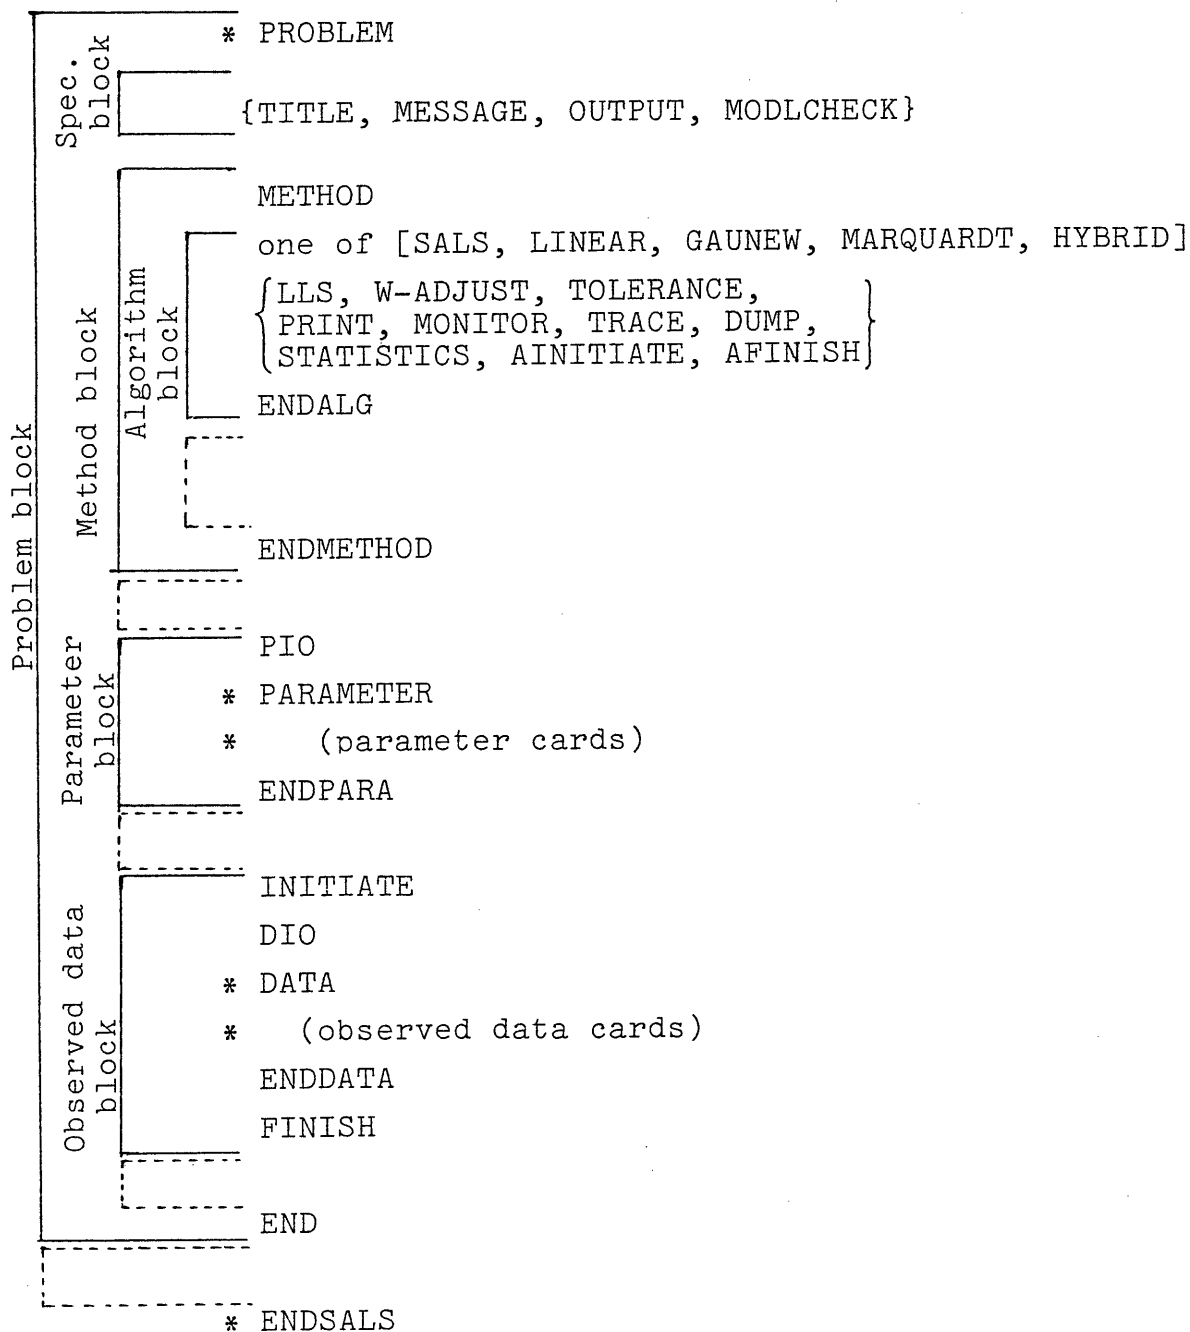 * PROBLEM
Spec.
block
{TITLE, MESSAGE, OUTPUT, MODLCHECK}
METHOD
one of [SALS, LINEAR, GAUNEW, MARQUARDT, HYBRID]
LLS, W-ADJUST, TOLERANCE,
PRINT, MONITOR, TRACE, DUMP,
STATISTICS, AINITIATE, AFINISH
ENDALG
Algorithm
block
Method block
ENDMETHOD
Problem block
PIO
* PARAMETER
* (parameter cards)
ENDPARA
Parameter
block
INITIATE
DIO
* DATA
* (observed data cards)
ENDDATA
FINISH
Observed data
block
END
* ENDSALS